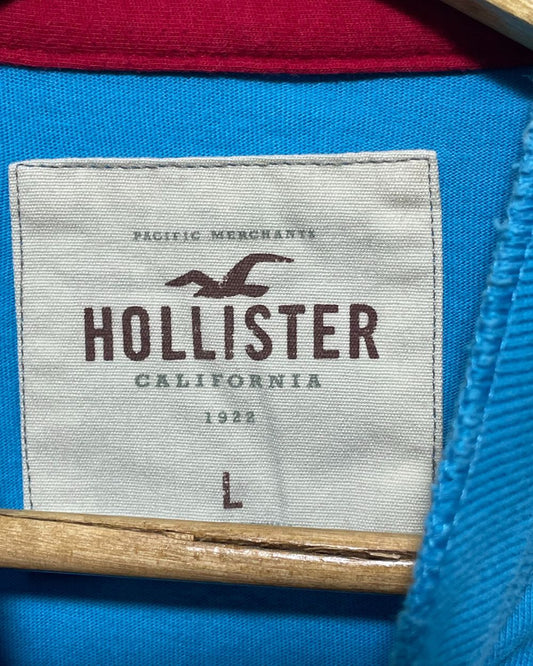 PACIFIC MERCHANTS
HOLLISTER
CALIFORNIA
1922
L